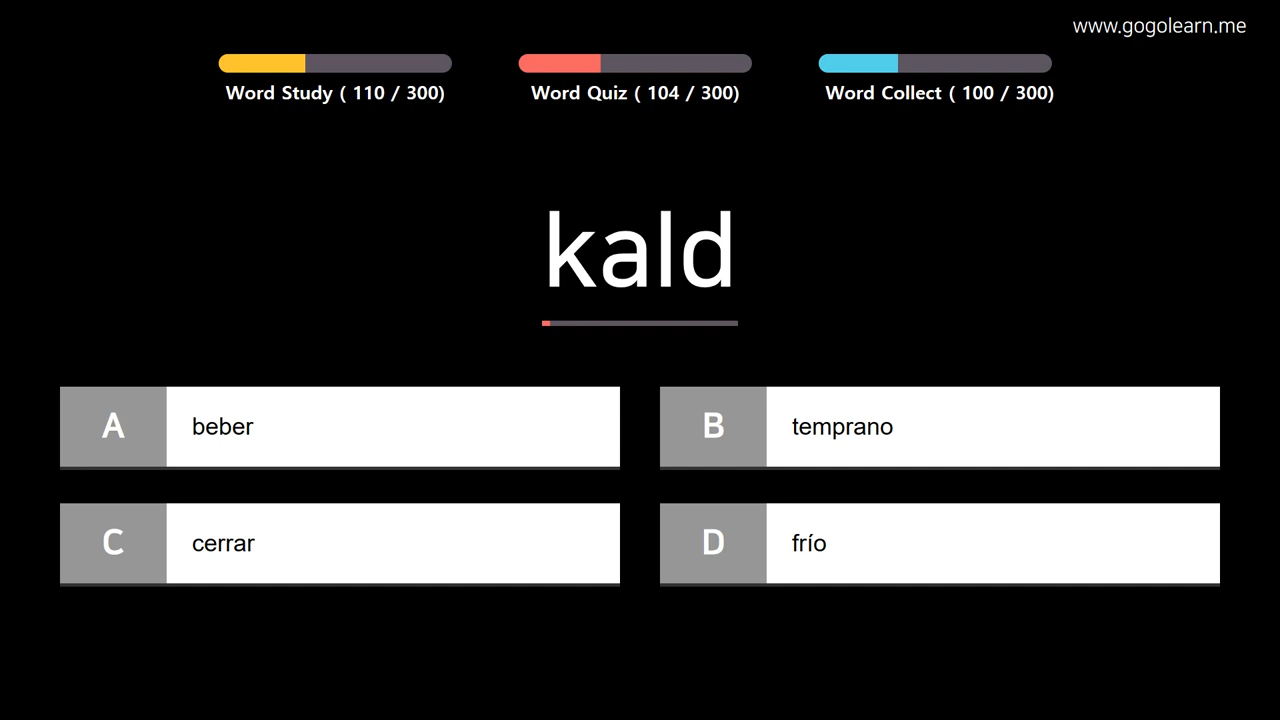 www.gogolearn.me
Word Study ( 110 / 300)
Word Quiz ( 104 / 300)
Word Collect ( 100 / 300)
kald
A beber
B temprano
C cerrar
D frío